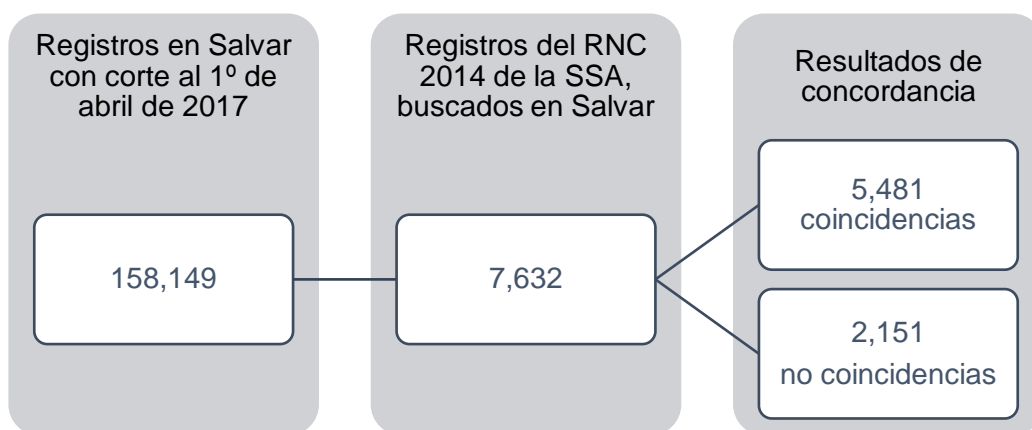 Registros en Salvar
con corte al 1º de
abril de 2017
158,149
Registros del RNC
2014 de la SSA,
buscados en Salvar
7,632
Resultados de
concordancia
5,481
coincidencias
2,151
no coincidencias